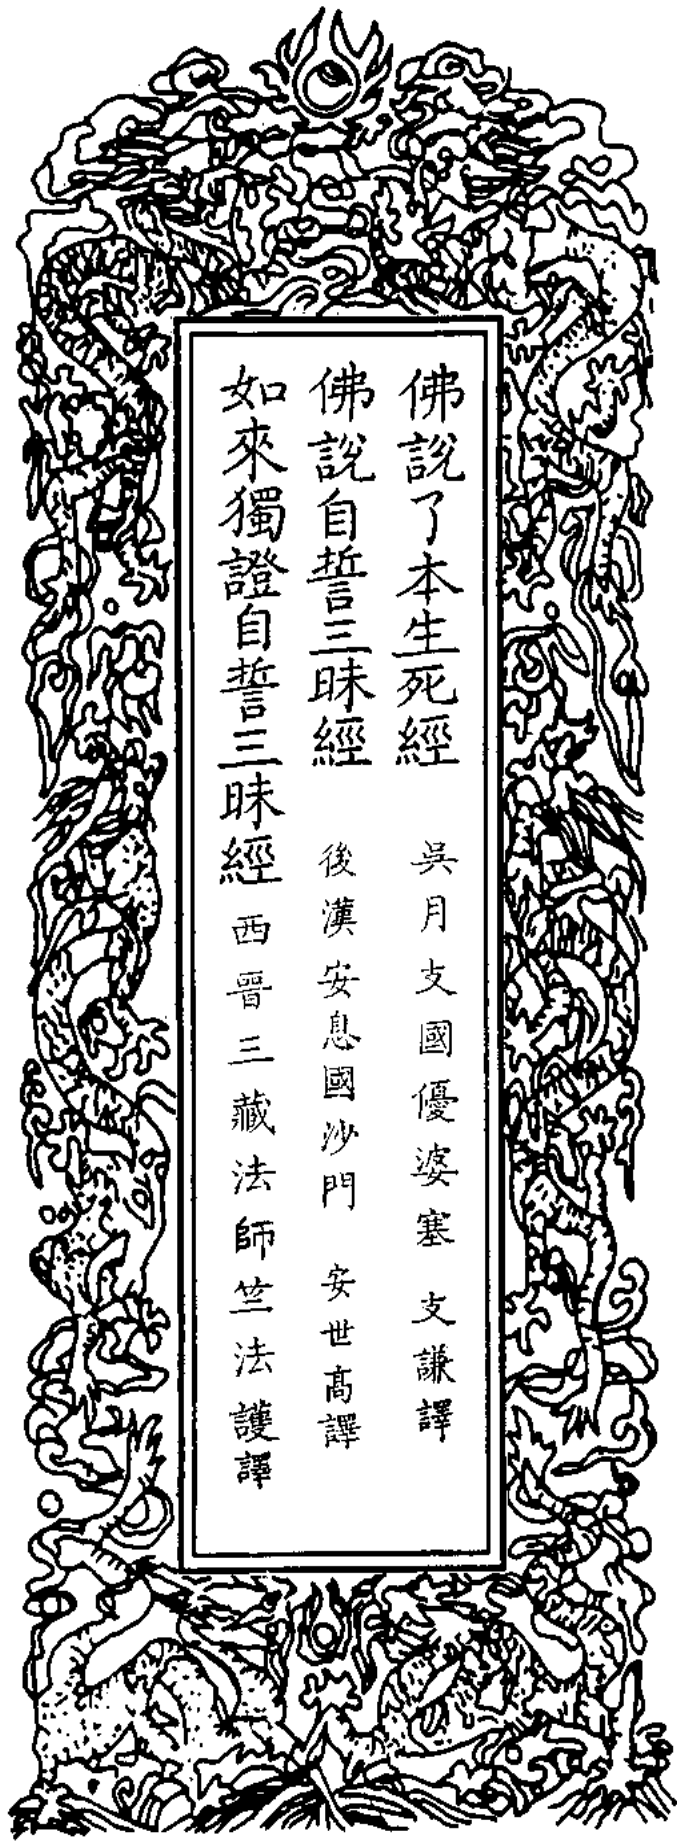 佛說了本生死經 吳月支國優婆塞 支謙譯
佛說自誓三昧經 後漢安息國沙門 安世高譯
如來獨證自誓三昧經 西晉三藏法師竺法護譯